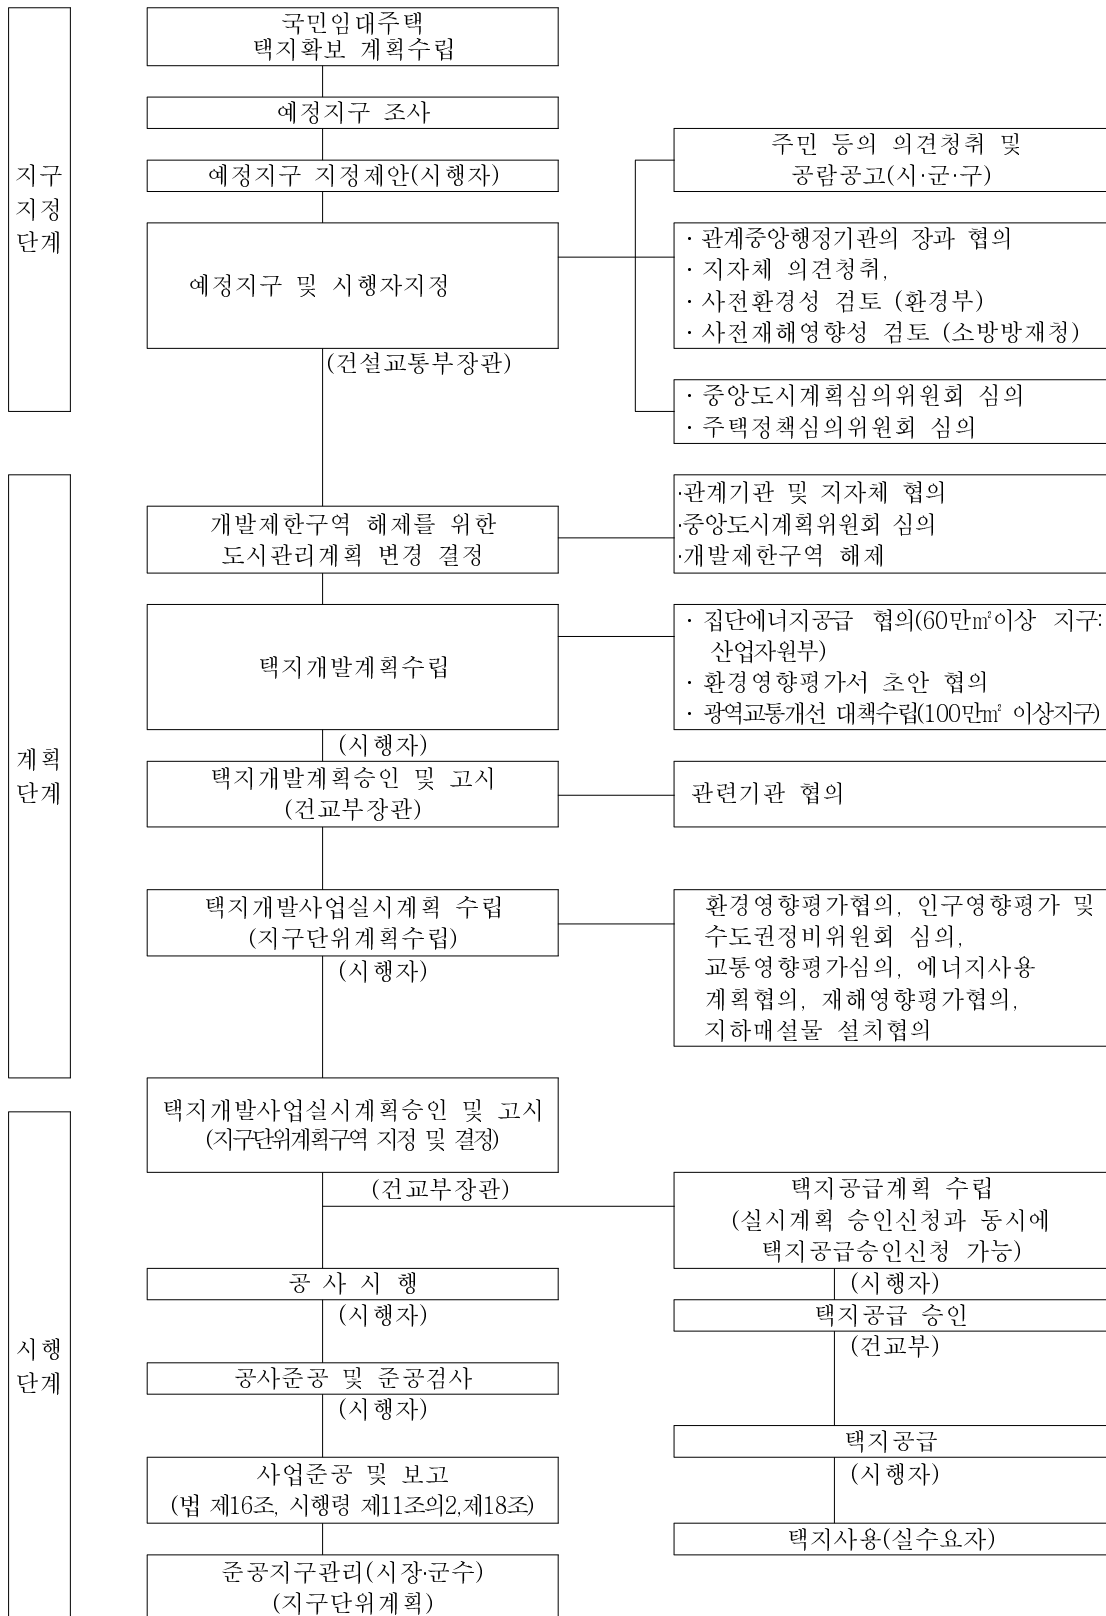 국민임대주택
택지확보 계획수립
예정지구 조사
지구
지정
단계
예정지구 지정제안(시행자)
주민 등의 의견청취 및
공람공고(시·군·구)
예정지구 및 시행자지정
· 관계중앙행정기관의 장과 협의
· 지자체 의견청취,
· 사전환경성 검토 (환경부)
· 사전재해영향성 검토 (소방방재청)
(건설교통부장관)
· 중앙도시계획심의위원회 심의
· 주택정책심의위원회 심의
계획
단계
개발제한구역 해제를 위한
도시관리계획 변경 결정
·관계기관 및 지자체 협의
·중앙도시계획위원회 심의
·개발제한구역 해제
택지개발계획수립
· 집단에너지공급 협의(60만㎡이상 지구:
산업자원부)
· 환경영향평가서 초안 협의
· 광역교통개선 대책수립(100만㎡ 이상지구)
(시행자)
택지개발계획승인 및 고시
(건교부장관)
관련기관 협의
택지개발사업실시계획 수립
(지구단위계획수립)
(시행자)
환경영향평가협의, 인구영향평가 및
수도권정비위원회 심의,
교통영향평가심의, 에너지사용
계획협의, 재해영향평가협의,
지하매설물 설치협의
시행
단계
택지개발사업실시계획승인 및 고시
(지구단위계획구역 지정 및 결정)
(건교부장관)
택지공급계획 수립
(실시계획 승인신청과 동시에
택지공급승인신청 가능)
(시행자)
공 사 시 행
(시행자)
택지공급 승인
(건교부)
공사준공 및 준공검사
(시행자)
택지공급
(시행자)
사업준공 및 보고
(법 제16조, 시행령 제11조의2,제18조)
택지사용(실수요자)
준공지구관리(시장·군수)
(지구단위계획)